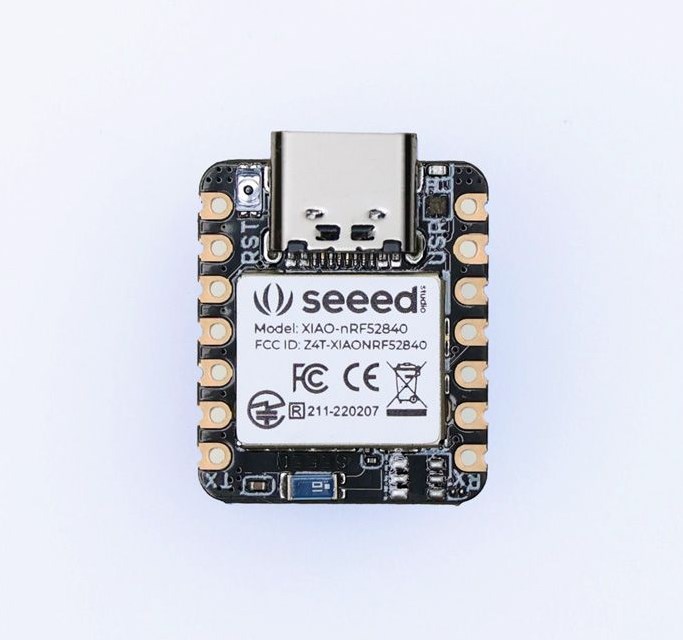 RST
USR
seeed studio
Model: XIAO-nRF52840
FCC ID: Z4T-XIAONRF52840
FC CE
R 211-220207
TX
RX